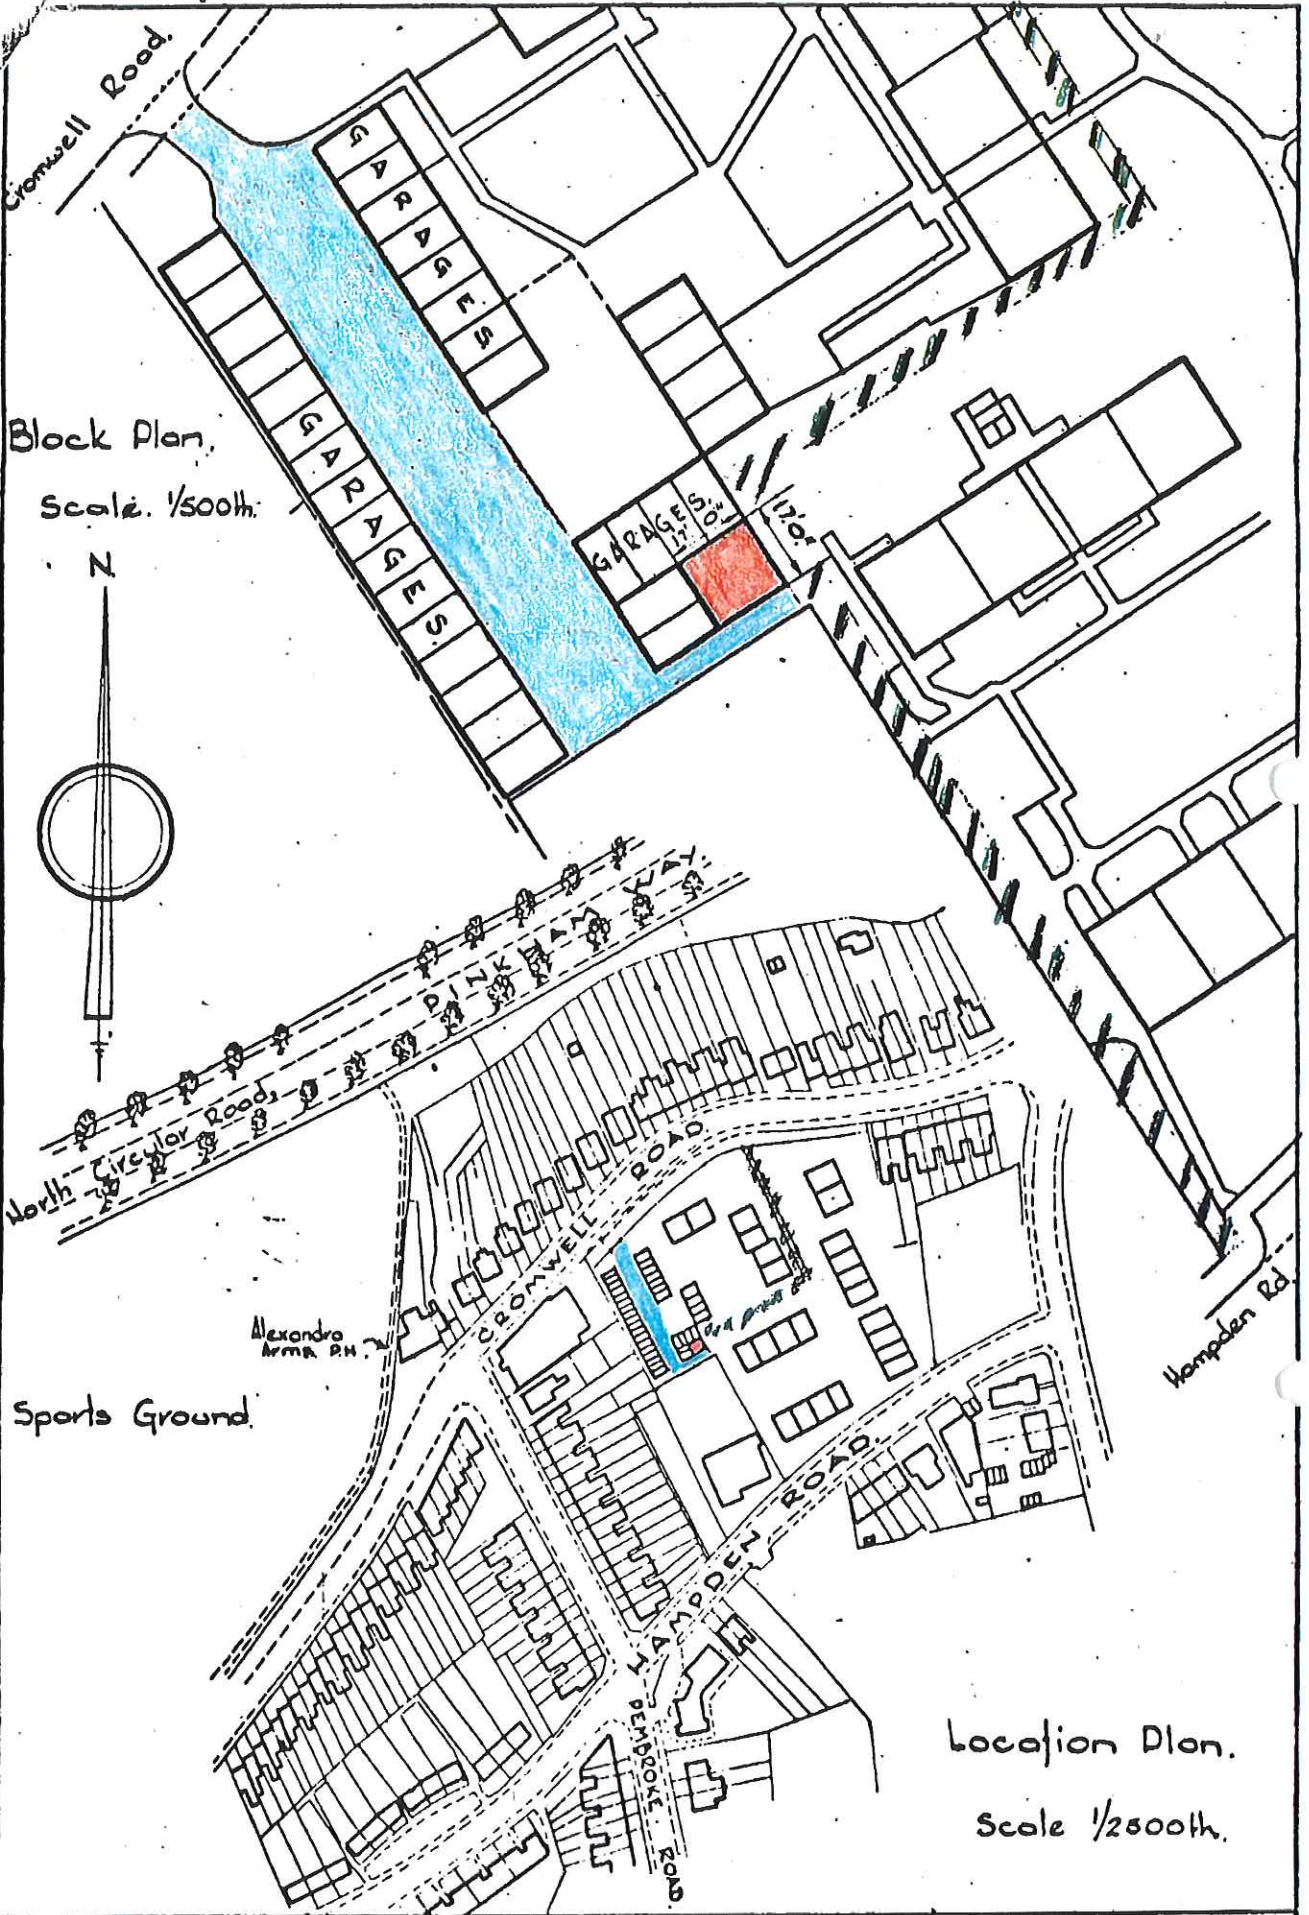 Cromwell Road.
GARAGES
Block Plan.
Scale. 1/500th.
GARAGES.
GARAGES.
17'0"
17'.0"
N.
PINKHAM WAY.
North Circular Road.
CROMWELL ROAD
Alexandra
Arms P.H.
Sports Ground.
Hampden Rd.
HAMPDEN ROAD.
PEMBROKE ROAD.
Location Plan.
Scale 1/2500th.